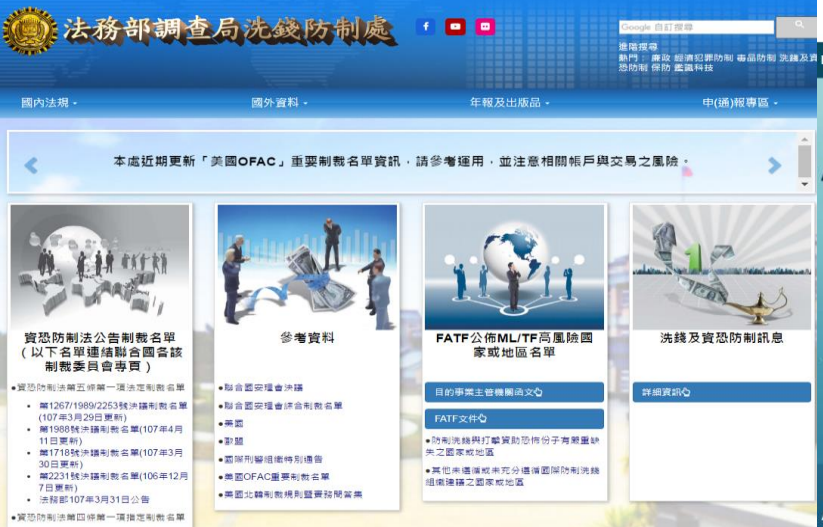 法務部調查局洗錢防制處
Google 自訂搜尋
進階搜尋
熱門： 廉政 經濟犯罪防制 毒品防制 洗錢及資
恐防制 保防 鑑識科技
國內法規
國外資料
年報及出版品
申(通)報專區
本處近期更新「美國OFAC」重要制裁名單資訊，請參考運用，並注意相關帳戶與交易之風險。
資恐防制法公告制裁名單
（以下名單連結聯合國各該
制裁委員會專頁）
●資恐防制法第五條第一項法定制裁名單
• 第1267/1989/2253號決議制裁名單
(107年3月29日更新)
• 第1988號決議制裁名單(107年4月
11日更新)
• 第1718號決議制裁名單(107年3月
30日更新)
• 第2231號決議制裁名單(106年12月
7日更新)
• 法務部107年3月31日公告
●資恐防制法第四條第一項指定制裁名單
參考資料
●聯合國安理會決議
●聯合國安理會綜合制裁名單
●美國
●歐盟
●國際刑警組織特別通告
●美國OFAC重要制裁名單
●美國北韓制裁規則暨實務問答集
FATF公佈ML/TF高風險國
家或地區名單
目的事業主管機關函文
FATF文件
●防制洗錢與打擊資助恐怖份子有嚴重缺
失之國家或地區
●其他未遵循或未充分遵循國際防制洗錢
組織建議之國家或地區
洗錢及資恐防制訊息
詳細資訊